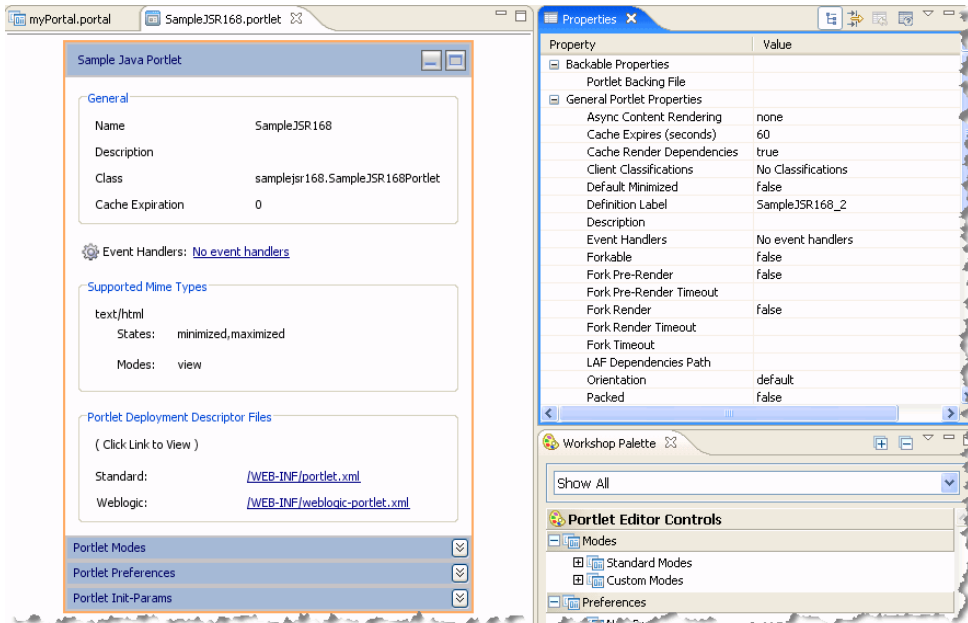 myPortal.portal
SampleJSR168.portlet
Sample Java Portlet
General
Name SampleJSR168
Description
Class samplejsr168.SampleJSR168Portlet
Cache Expiration 0
Event Handlers: No event handlers
Supported Mime Types
text/html
States: minimized,maximized
Modes: view
Portlet Deployment Descriptor Files
( Click Link to View )
Standard: /WEB-INF/portlet.xml
Weblogic: /WEB-INF/weblogic-portlet.xml
Portlet Modes
Portlet Preferences
Portlet Init-Params
Properties
Property Value
Backable Properties
Portlet Backing File
General Portlet Properties
Async Content Rendering none
Cache Expires (seconds) 60
Cache Render Dependencies true
Client Classifications No Classifications
Default Minimized false
Definition Label SampleJSR168_2
Description
Event Handlers No event handlers
Forkable false
Fork Pre-Render false
Fork Pre-Render Timeout
Fork Render false
Fork Render Timeout
Fork Timeout
LAF Dependencies Path
Orientation default
Packed false
Workshop Palette
Show All
Portlet Editor Controls
Modes
Standard Modes
Custom Modes
Preferences